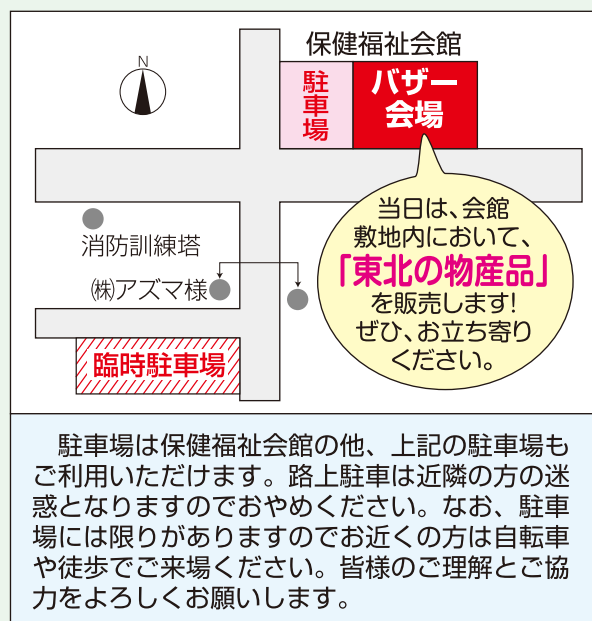 保健福祉会館
N
駐車場
バザー
会場
当日は、会館
敷地内において、
「東北の物産品」
を販売します!
ぜひ、お立ち寄り
ください。
消防訓練塔
㈱アズマ様
臨時駐車場
　駐車場は保健福祉会館の他、上記の駐車場も
ご利用いただけます。路上駐車は近隣の方の迷
惑となりますのでおやめください。なお、駐車
場には限りがありますのでお近くの方は自転車
や徒歩でご来場ください。皆様のご理解とご協
力をよろしくお願いします。